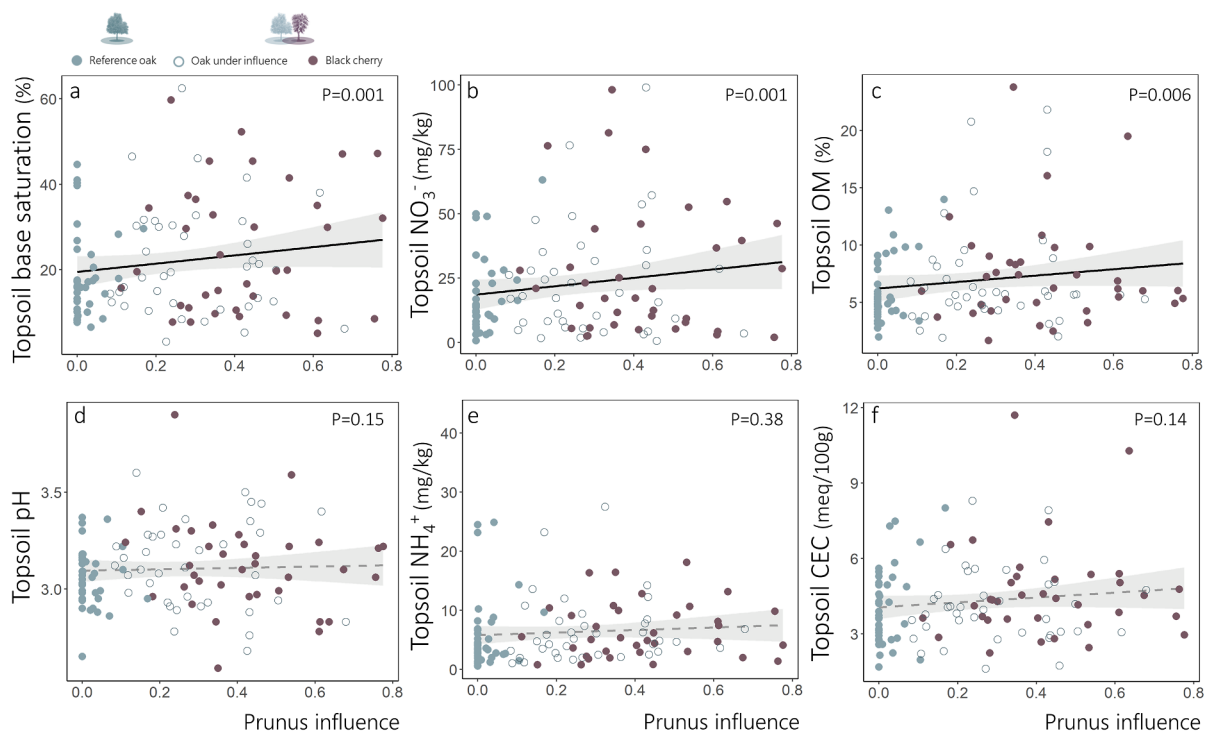 Reference oak Oak under influence Black cherry
a
P=0.001
Topsoil base saturation (%)
60
40
20
0.0 0.2 0.4 0.6 0.8
b
P=0.001
Topsoil NO₃⁻ (mg/kg)
100
75
50
25
0
0.0 0.2 0.4 0.6 0.8
c
P=0.006
Topsoil OM (%)
20
15
10
5
0.0 0.2 0.4 0.6 0.8
d
P=0.15
Topsoil pH
3.5
3.0
0.0 0.2 0.4 0.6 0.8
Prunus influence
e
P=0.38
Topsoil NH₄⁺ (mg/kg)
40
30
20
10
0
0.0 0.2 0.4 0.6 0.8
Prunus influence
f
P=0.14
Topsoil CEC (meq/100g)
12
9
6
3
0.0 0.2 0.4 0.6 0.8
Prunus influence